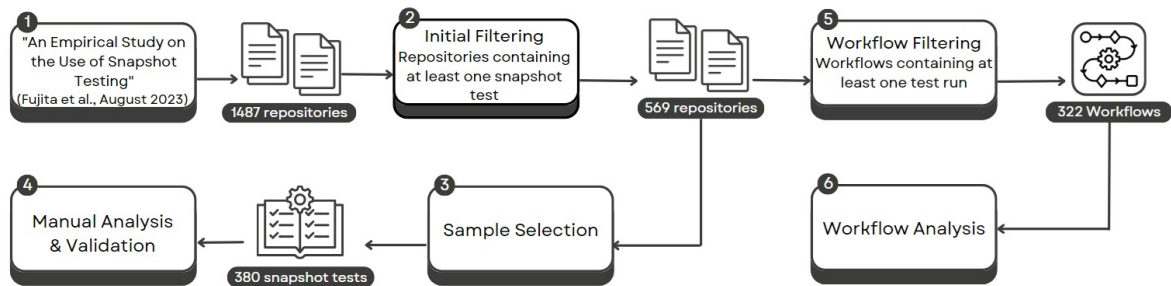 1
"An Empirical Study on
the Use of Snapshot
Testing"
(Fujita et al., August 2023)
1487 repositories
2
Initial Filtering
Repositories containing
at least one snapshot
test
569 repositories
5
Workflow Filtering
Workflows containing at
least one test run
322 Workflows
4
Manual Analysis
& Validation
380 snapshot tests
3
Sample Selection
6
Workflow Analysis